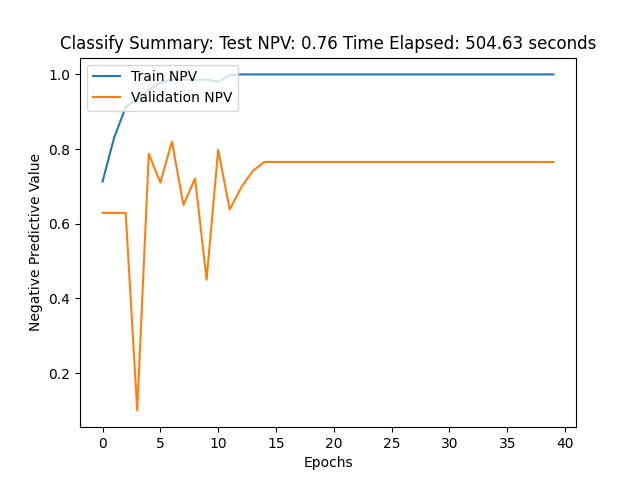 Classify Summary: Test NPV: 0.76 Time Elapsed: 504.63 seconds
Train NPV
Validation NPV
Negative Predictive Value
1.0
0.8
0.6
0.4
0.2
0 5 10 15 20 25 30 35 40
Epochs